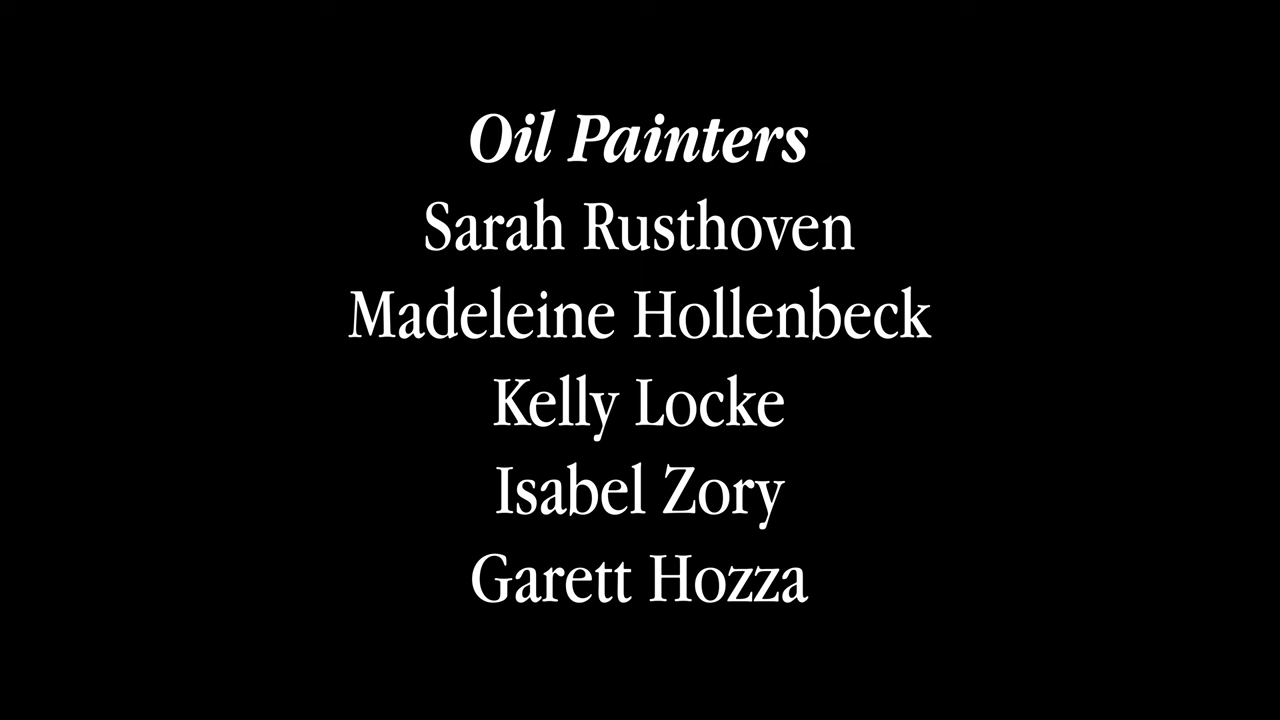 Oil Painters
Sarah Rusthoven
Madeleine Hollenbeck
Kelly Locke
Isabel Zory
Garett Hozza